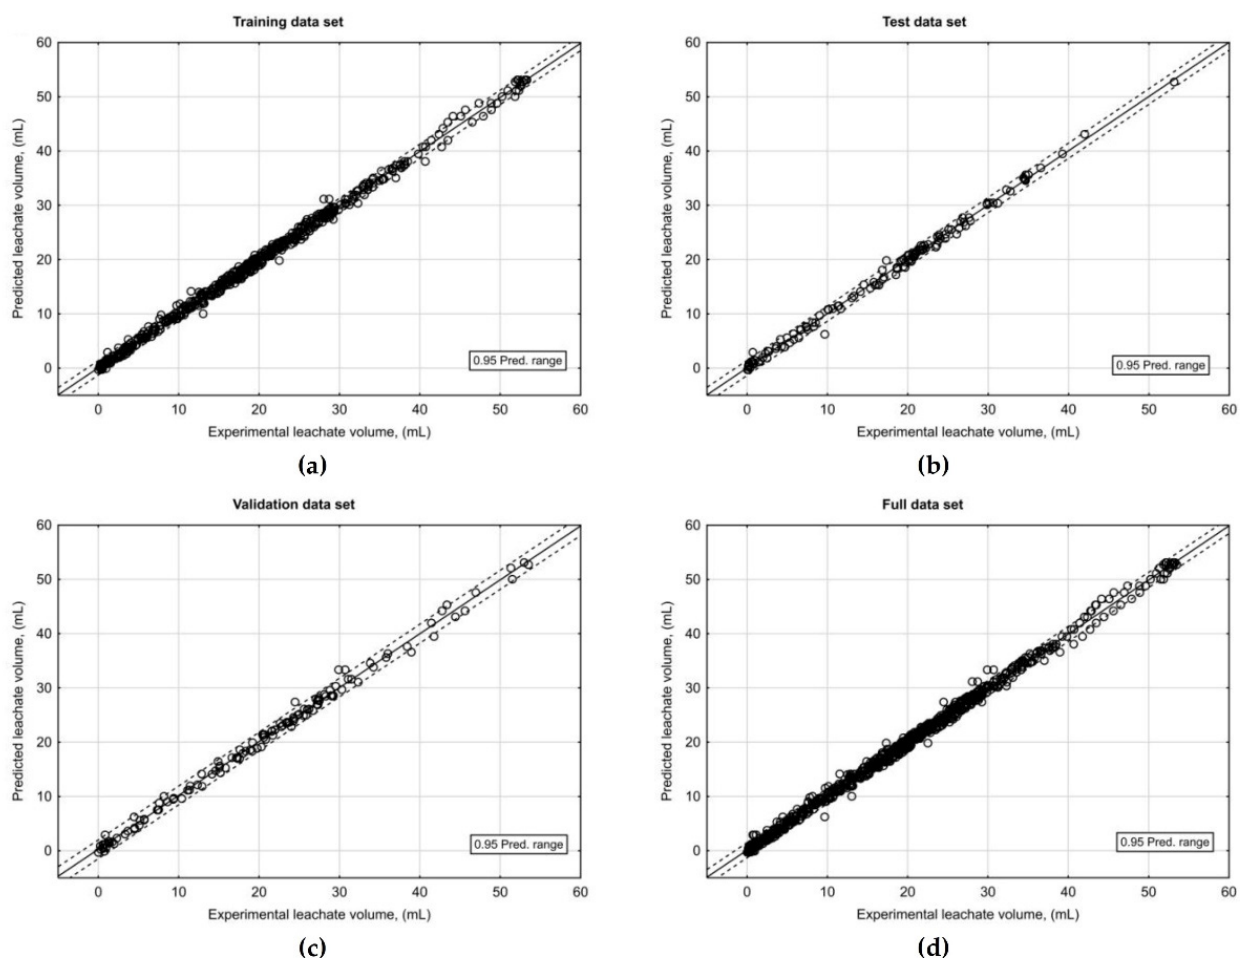 Training data set
60
50
40
30
20
10
0
Predicted leachate volume, (mL)
0.95 Pred. range
0 10 20 30 40 50 60
Experimental leachate volume, (mL)
(a)
Test data set
60
50
40
30
20
10
0
Predicted leachate volume, (mL)
0.95 Pred. range
0 10 20 30 40 50 60
Experimental leachate volume, (mL)
(b)
Validation data set
60
50
40
30
20
10
0
Predicted leachate volume, (mL)
0.95 Pred. range
0 10 20 30 40 50 60
Experimental leachate volume, (mL)
(c)
Full data set
60
50
40
30
20
10
0
Predicted leachate volume, (mL)
0.95 Pred. range
0 10 20 30 40 50 60
Experimental leachate volume, (mL)
(d)